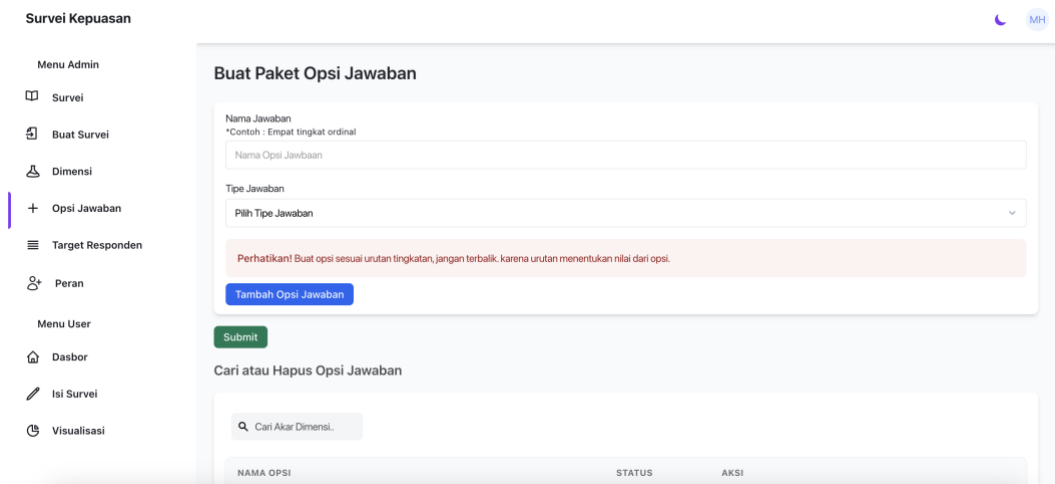 Survei Kepuasan
MH
Menu Admin
Survei
Buat Survei
Dimensi
Opsi Jawaban
Target Responden
Peran
Menu User
Dasbor
Isi Survei
Visualisasi
Buat Paket Opsi Jawaban
Nama Jawaban
*Contoh : Empat tingkat ordinal
Nama Opsi Jawbaan
Tipe Jawaban
Pilih Tipe Jawaban
Perhatikan! Buat opsi sesuai urutan tingkatan, jangan terbalik. karena urutan menentukan nilai dari opsi.
Tambah Opsi Jawaban
Submit
Cari atau Hapus Opsi Jawaban
Cari Akar Dimensi..
NAMA OPSI STATUS AKSI